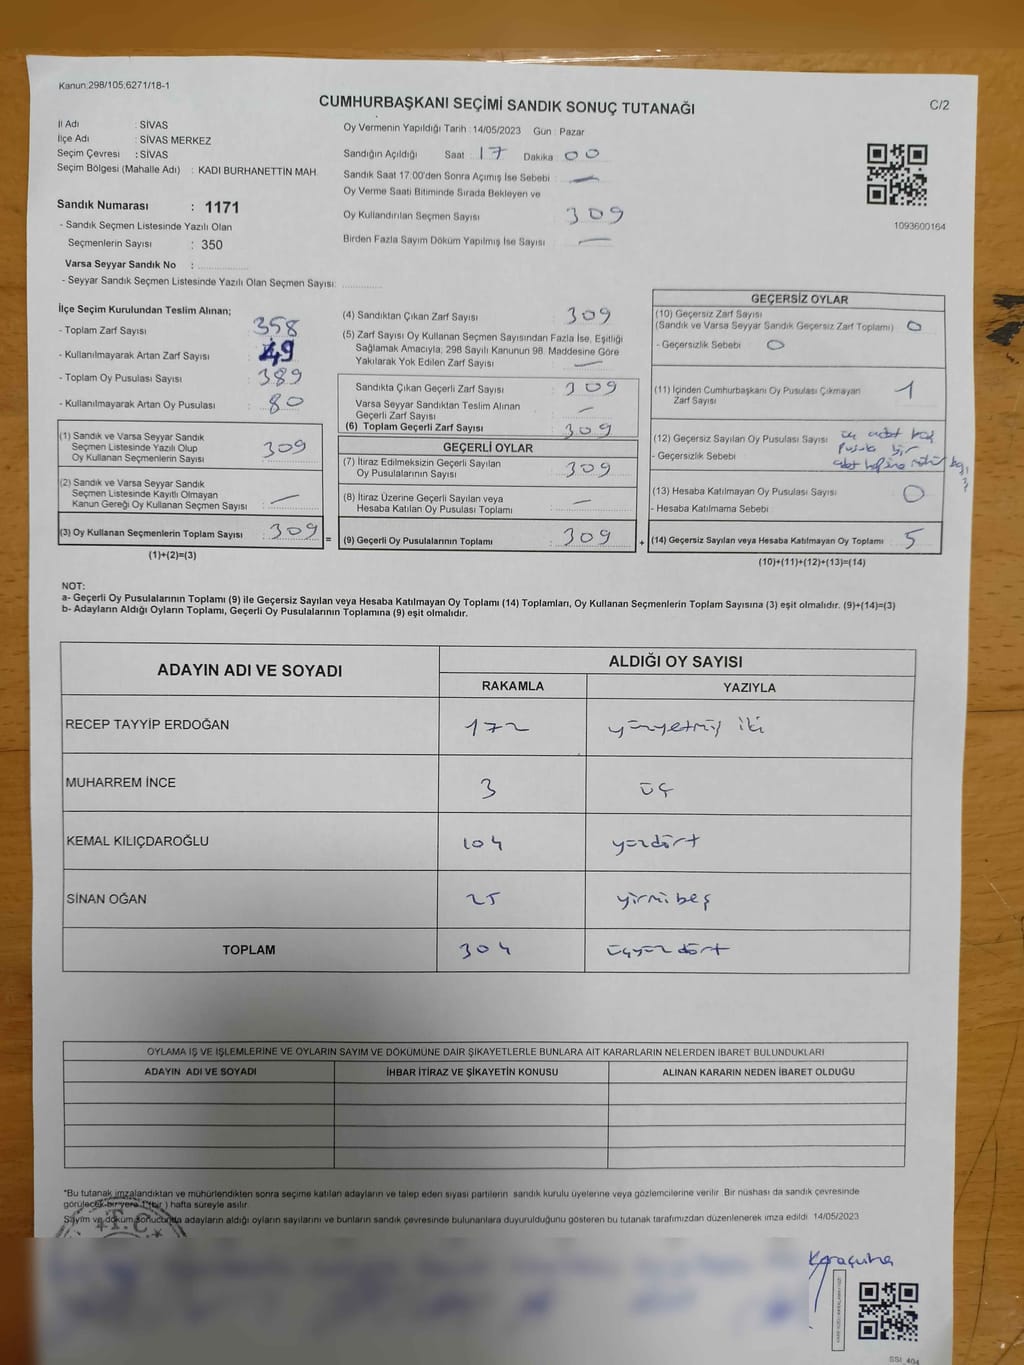 Kanun:298/105;6271/18-1
C/2
CUMHURBAŞKANI SEÇİMİ SANDIK SONUÇ TUTANAĞI
İl Adı : SİVAS
İlçe Adı : SİVAS MERKEZ
Seçim Çevresi : SİVAS
Seçim Bölgesi (Mahalle Adı) : KADI BURHANETTİN MAH.
Sandık Numarası : 1171
- Sandık Seçmen Listesinde Yazılı Olan
Seçmenlerin Sayısı : 350
Varsa Seyyar Sandık No :
- Seyyar Sandık Seçmen Listesinde Yazılı Olan Seçmen Sayısı:
Oy Vermenin Yapıldığı Tarih : 14/05/2023 Gün : Pazar
Sandığın Açıldığı Saat : 17 Dakika : 00
Sandık Saat 17:00'den Sonra Açımış İse Sebebi : —
Oy Verme Saati Bitiminde Sırada Bekleyen ve
Oy Kullandırılan Seçmen Sayısı : 309
Birden Fazla Sayım Döküm Yapılmış İse Sayısı : —
1093600164
İlçe Seçim Kurulundan Teslim Alınan;
- Toplam Zarf Sayısı : 358
- Kullanılmayarak Artan Zarf Sayısı : 49
- Toplam Oy Pusulası Sayısı : 389
- Kullanılmayarak Artan Oy Pusulası : 80
(1) Sandık ve Varsa Seyyar Sandık
Seçmen Listesinde Yazılı Olup
Oy Kullanan Seçmenlerin Sayısı : 309
(2) Sandık ve Varsa Seyyar Sandık
Seçmen Listesinde Kayıtlı Olmayan
Kanun Gereği Oy Kullanan Seçmen Sayısı : —
(3) Oy Kullanan Seçmenlerin Toplam Sayısı : 309 =
(1)+(2)=(3)
(4) Sandıktan Çıkan Zarf Sayısı : 309
(5) Zarf Sayısı Oy Kullanan Seçmen Sayısından Fazla İse, Eşitliği
Sağlamak Amacıyla; 298 Sayılı Kanunun 98. Maddesine Göre
Yakılarak Yok Edilen Zarf Sayısı : —
Sandıkta Çıkan Geçerli Zarf Sayısı : 309
Varsa Seyyar Sandıktan Teslim Alınan
Geçerli Zarf Sayısı : —
(6) Toplam Geçerli Zarf Sayısı : 309
GEÇERLİ OYLAR
(7) İtiraz Edilmeksizin Geçerli Sayılan
Oy Pusulalarının Sayısı : 309
(8) İtiraz Üzerine Geçerli Sayılan veya
Hesaba Katılan Oy Pusulası Toplamı : —
(9) Geçerli Oy Pusulalarının Toplamı : 309 +
GEÇERSİZ OYLAR
(10) Geçersiz Zarf Sayısı :
(Sandık ve Varsa Seyyar Sandık Geçersiz Zarf Toplamı) 0
- Geçersizlik Sebebi : 0
(11) İçinden Cumhurbaşkanı Oy Pusulası Çıkmayan
Zarf Sayısı : 1
(12) Geçersiz Sayılan Oy Pusulası Sayısı : üç adet boş
pusula bir
- Geçersizlik Sebebi : adet
(13) Hesaba Katılmayan Oy Pusulası Sayısı : 0
- Hesaba Katılmama Sebebi :
(14) Geçersiz Sayılan veya Hesaba Katılmayan Oy Toplamı : 5
(10)+(11)+(12)+(13)=(14)
NOT:
a- Geçerli Oy Pusulalarının Toplamı (9) ile Geçersiz Sayılan veya Hesaba Katılmayan Oy Toplamı (14) Toplamları, Oy Kullanan Seçmenlerin Toplam Sayısına (3) eşit olmalıdır. (9)+(14)=(3)
b- Adayların Aldığı Oyların Toplamı, Geçerli Oy Pusulalarının Toplamına (9) eşit olmalıdır.
ADAYIN ADI VE SOYADI
ALDIĞI OY SAYISI
RAKAMLA YAZIYLA
RECEP TAYYİP ERDOĞAN 172 yüzyetmiş iki
MUHARREM İNCE 3 üç
KEMAL KILIÇDAROĞLU 104 yüzdört
SİNAN OĞAN 25 yirmibeş
TOPLAM 304 üçyüzdört
OYLAMA İŞ VE İŞLEMLERİNE VE OYLARIN SAYIM VE DÖKÜMÜNE DAİR ŞİKAYETLERLE BUNLARA AİT KARARLARIN NELERDEN İBARET BULUNDUKLARI
ADAYIN ADI VE SOYADI İHBAR İTİRAZ VE ŞİKAYETİN KONUSU ALINAN KARARIN NEDEN İBARET OLDUĞU
*Bu tutanak imzalandıktan ve mühürlendikten sonra seçime katılan adayların ve talep eden siyasi partilerin sandık kurulu üyelerine veya gözlemcilerine verilir. Bir nüshası da sandık çevresinde
görülecek bir yere 1 (bir) hafta süreyle asılır.
Sayım ve döküm sonucunda adayların aldığı oyların sayılarını ve bunların sandık çevresinde bulunanlara duyurulduğunu gösteren bu tutanak tarafımızdan düzenlenerek imza edildi. 14/05/2023
T.C.